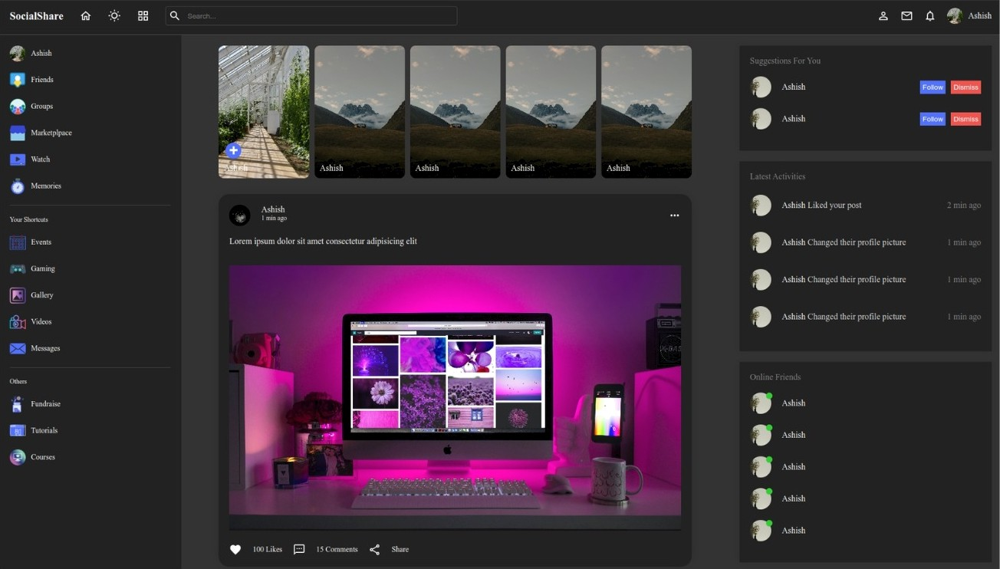 SocialShare
Search...
Ashish
Ashish
Friends
Groups
Marketplpace
Watch
Memories
Your Shortcuts
Events
Gaming
Gallery
Videos
Messages
Others
Fundraise
Tutorials
Courses
Ashish
Ashish
Ashish
Ashish
Ashish
Ashish
1 min ago
Lorem ipsum dolor sit amet consectetur adipisicing elit
100 Likes 15 Comments Share
Suggestions For You
Ashish Follow Dismiss
Ashish Follow Dismiss
Latest Activities
Ashish Liked your post 2 min ago
Ashish Changed their profile picture 1 min ago
Ashish Changed their profile picture 1 min ago
Ashish Changed their profile picture 1 min ago
Online Friends
Ashish
Ashish
Ashish
Ashish
Ashish